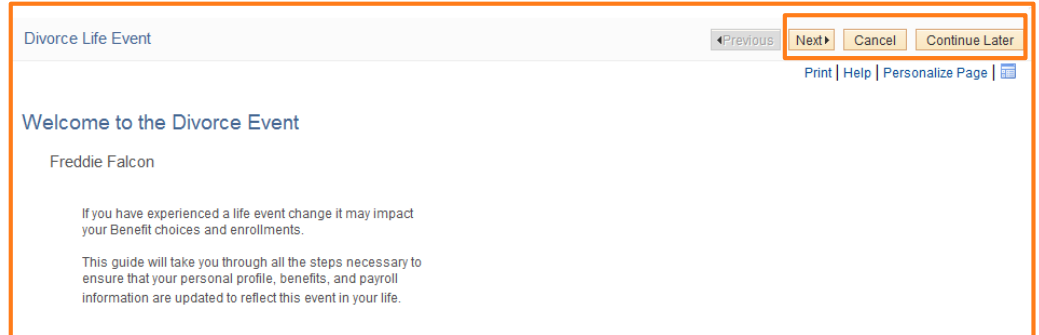 Divorce Life Event Previous Next Cancel Continue Later
Print | Help | Personalize Page |
Welcome to the Divorce Event
Freddie Falcon
If you have experienced a life event change it may impact
your Benefit choices and enrollments.
This guide will take you through all the steps necessary to
ensure that your personal profile, benefits, and payroll
information are updated to reflect this event in your life.